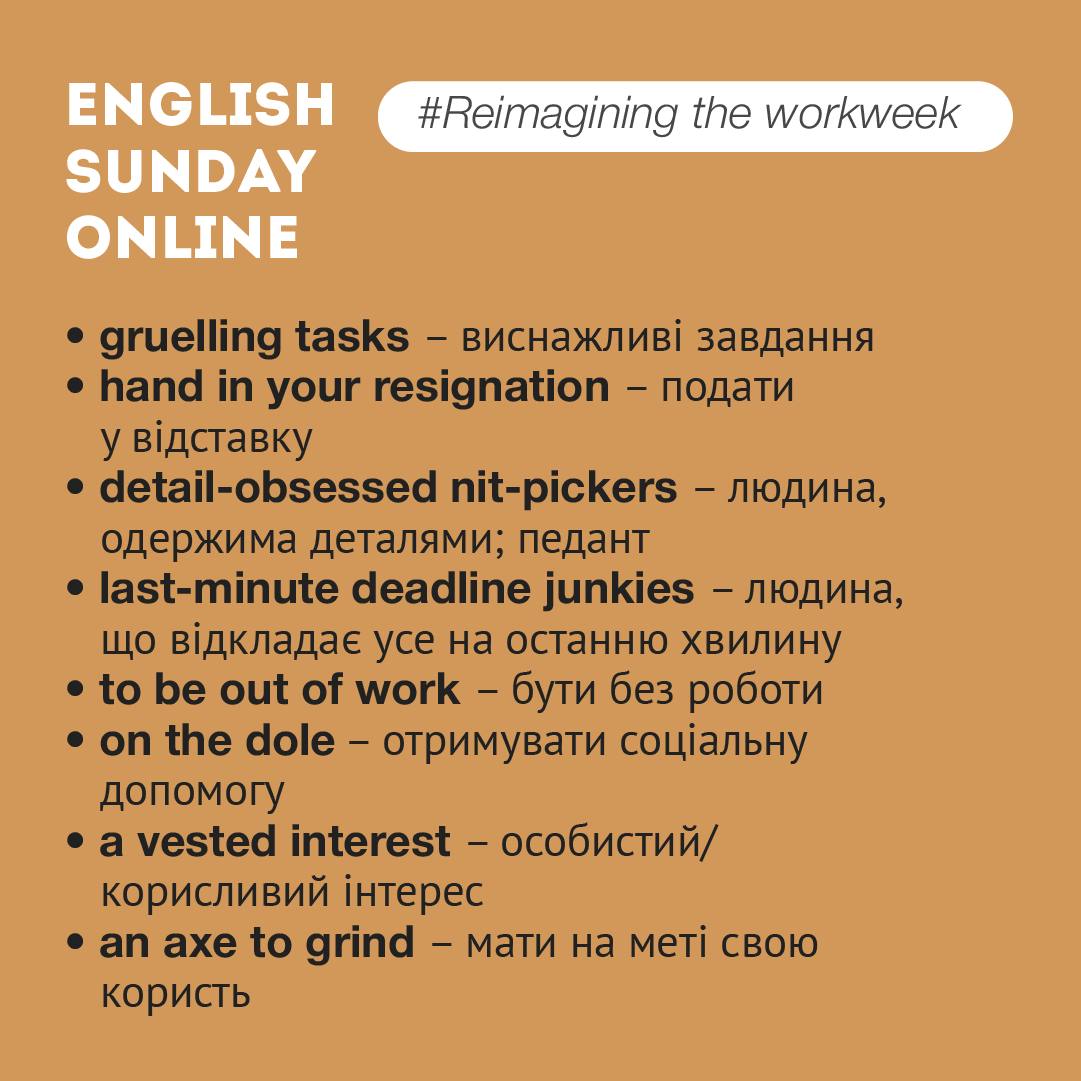 ENGLISH
SUNDAY
ONLINE
#Reimagining the workweek
• gruelling tasks – виснажливі завдання
• hand in your resignation – подати
у відставку
• detail-obsessed nit-pickers – людина,
одержима деталями; педант
• last-minute deadline junkies – людина,
що відкладає усе на останню хвилину
• to be out of work – бути без роботи
• on the dole – отримувати соціальну
допомогу
• a vested interest – особистий/
корисливий інтерес
• an axe to grind – мати на меті свою
користь